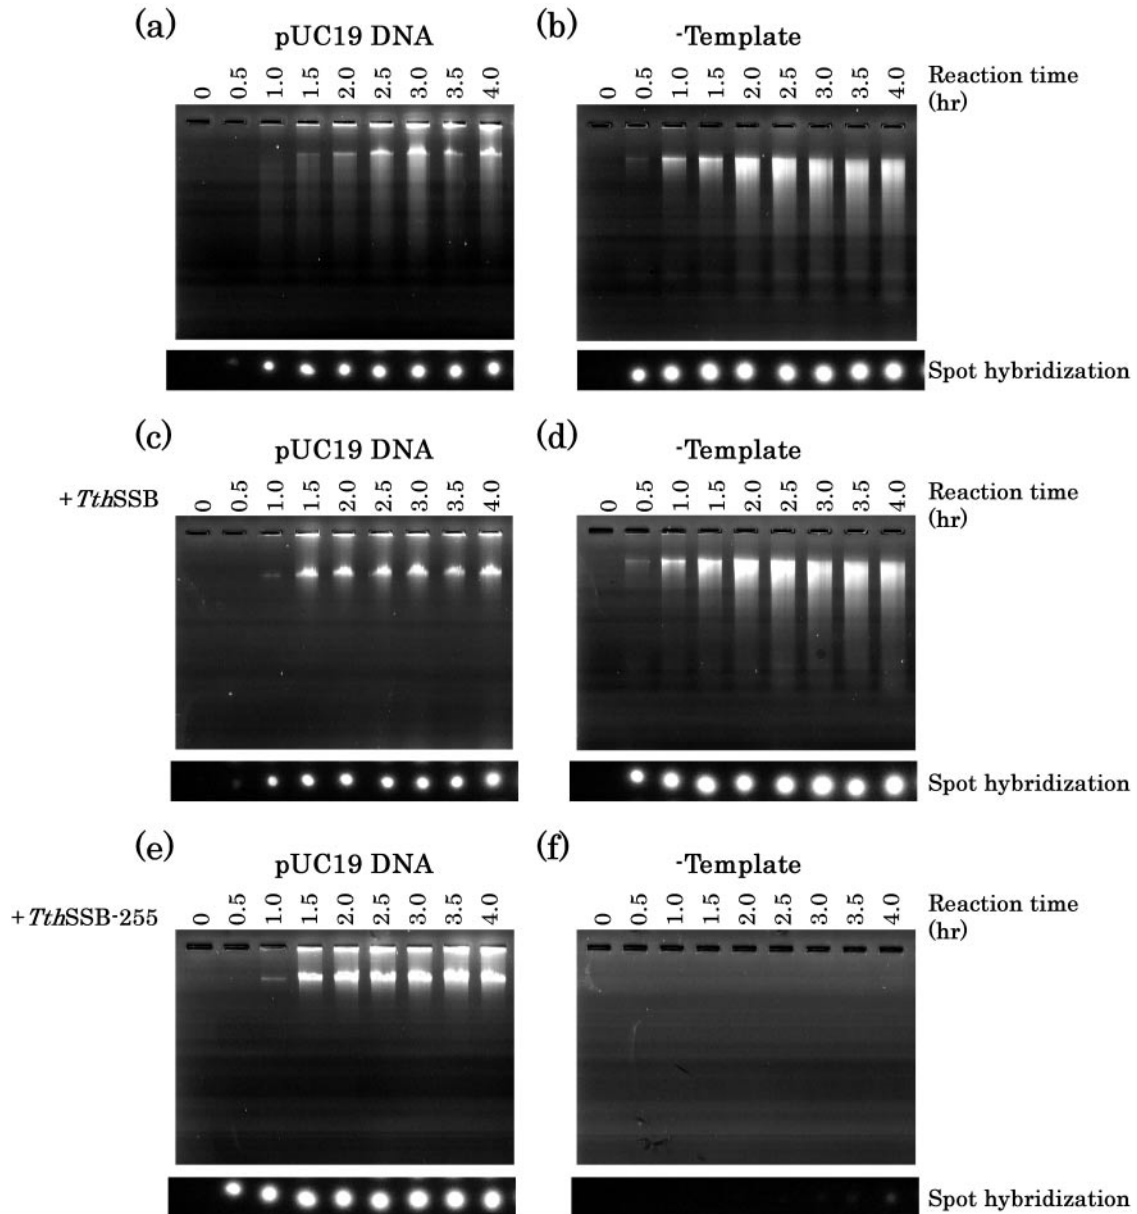 (a)
pUC19 DNA
0 0.5 1.0 1.5 2.0 2.5 3.0 3.5 4.0
(b)
-Template
0 0.5 1.0 1.5 2.0 2.5 3.0 3.5 4.0
Reaction time
(hr)
Spot hybridization
(c)
pUC19 DNA
+TthSSB
0 0.5 1.0 1.5 2.0 2.5 3.0 3.5 4.0
(d)
-Template
0 0.5 1.0 1.5 2.0 2.5 3.0 3.5 4.0
Reaction time
(hr)
Spot hybridization
(e)
pUC19 DNA
+TthSSB-255
0 0.5 1.0 1.5 2.0 2.5 3.0 3.5 4.0
(f)
-Template
0 0.5 1.0 1.5 2.0 2.5 3.0 3.5 4.0
Reaction time
(hr)
Spot hybridization